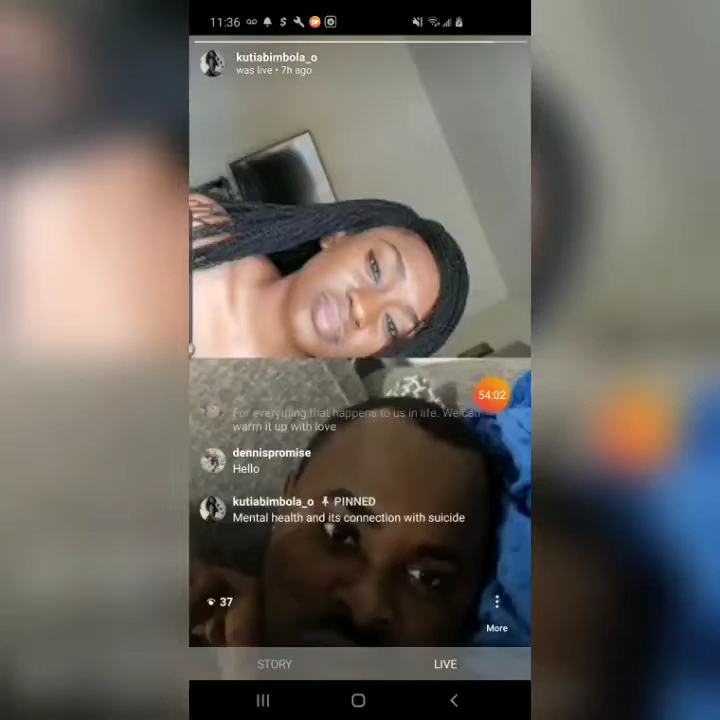 11:36
kutiabimbola_o
was live • 7h ago
54:02
For everything that happens to us in life. We can
warm it up with love
dennispromise
Hello
kutiabimbola_o PINNED
Mental health and its connection with suicide
37
More
STORY LIVE